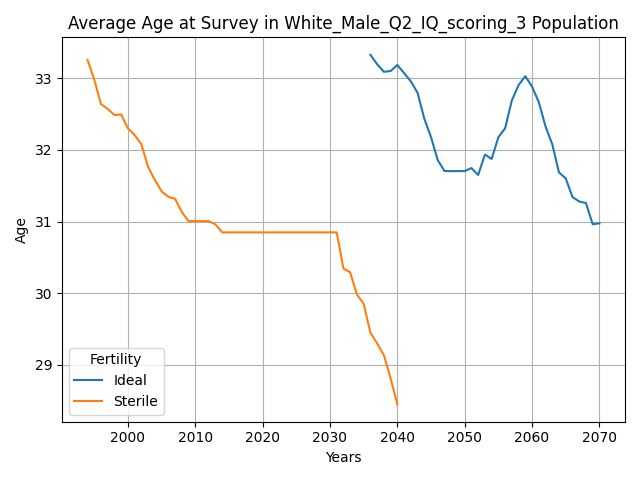 Average Age at Survey in White_Male_Q2_IQ_scoring_3 Population
Age
33
32
31
30
29
Fertility
Ideal
Sterile
2000 2010 2020 2030 2040 2050 2060 2070
Years